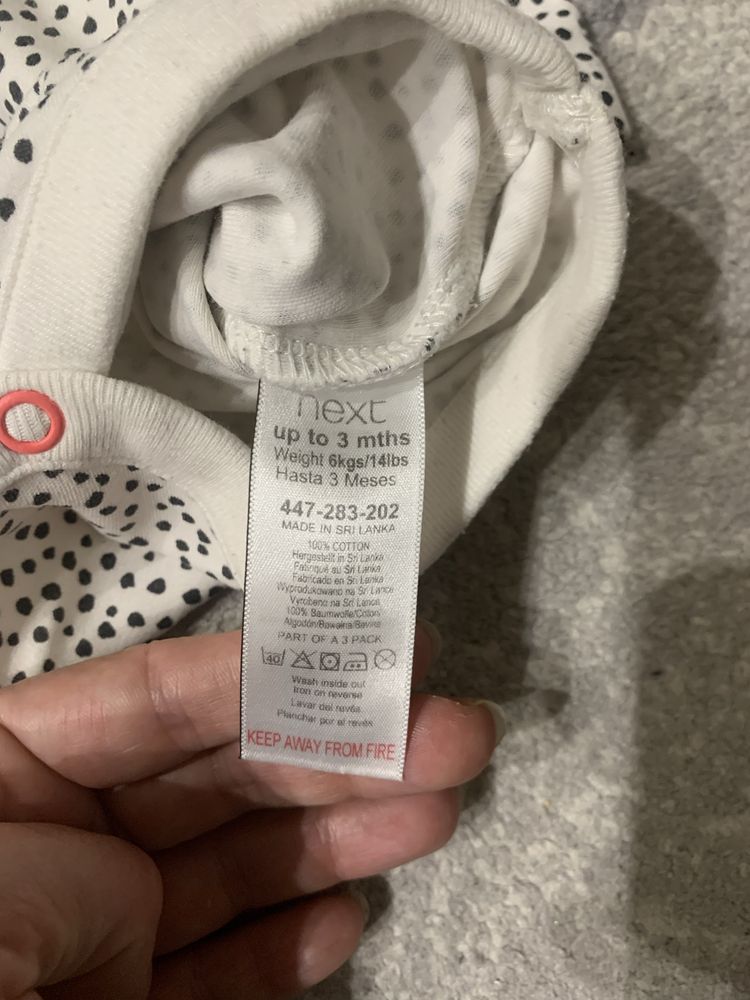 next
up to 3 mths
Weight 6kgs/14lbs
Hasta 3 Meses
447-283-202
MADE IN SRI LANKA
100% COTTON
Hergestellt in Sri Lanka
Fabriqué au Sri Lanka
Fabricado en Sri Lanka
Wyprodukowano na Sri Lance
Vyrobeno na Srí Lance
100% Baumwolle/Coton/
Algodón/Bawełna/Bavlna
PART OF A 3 PACK
40
Wash inside out
Iron on reverse
Lavar del revés
Planchar por el revés
KEEP AWAY FROM FIRE